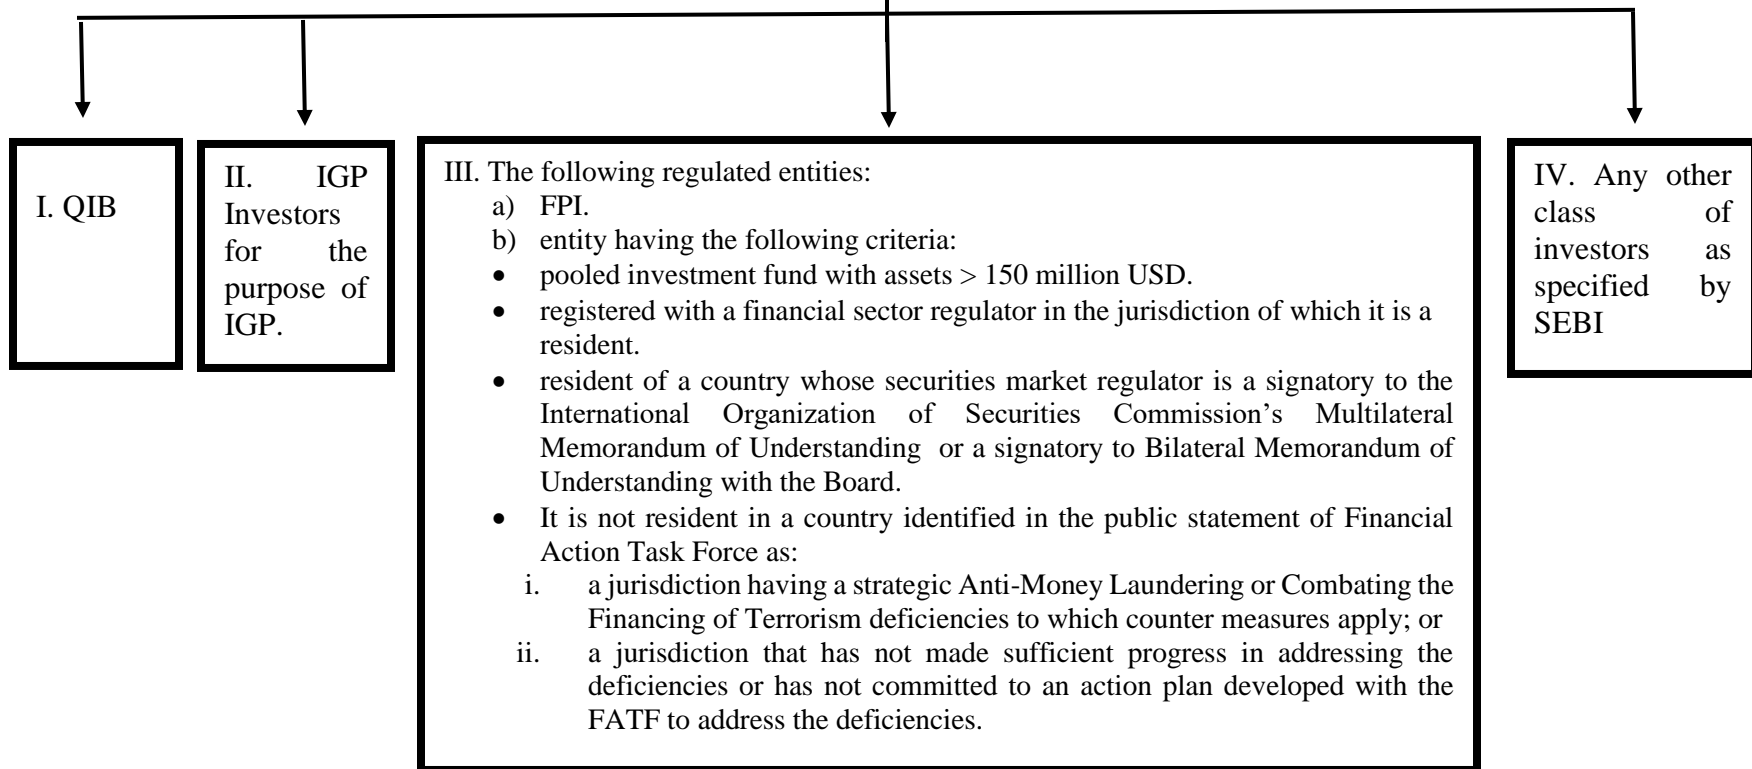 I. QIB
II. IGP
Investors
for the
purpose of
IGP.
III. The following regulated entities:
a) FPI.
b) entity having the following criteria:
• pooled investment fund with assets > 150 million USD.
• registered with a financial sector regulator in the jurisdiction of which it is a
resident.
• resident of a country whose securities market regulator is a signatory to the
International Organization of Securities Commission’s Multilateral
Memorandum of Understanding or a signatory to Bilateral Memorandum of
Understanding with the Board.
• It is not resident in a country identified in the public statement of Financial
Action Task Force as:
i. a jurisdiction having a strategic Anti-Money Laundering or Combating the
Financing of Terrorism deficiencies to which counter measures apply; or
ii. a jurisdiction that has not made sufficient progress in addressing the
deficiencies or has not committed to an action plan developed with the
FATF to address the deficiencies.
IV. Any other
class of
investors as
specified by
SEBI